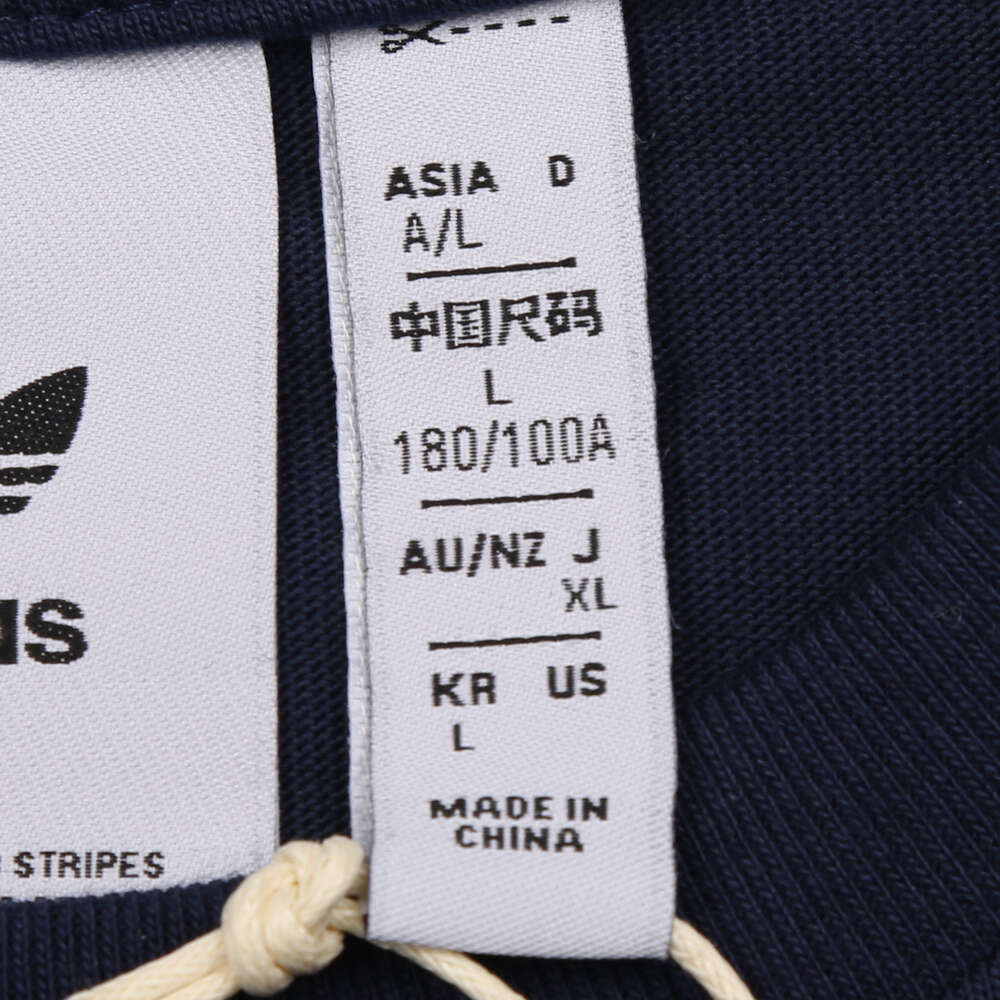 ASIA D
A/L
中国尺码
L
180/100A
AU/NZ J
XL
KR US
L
MADE IN
CHINA
STRIPES